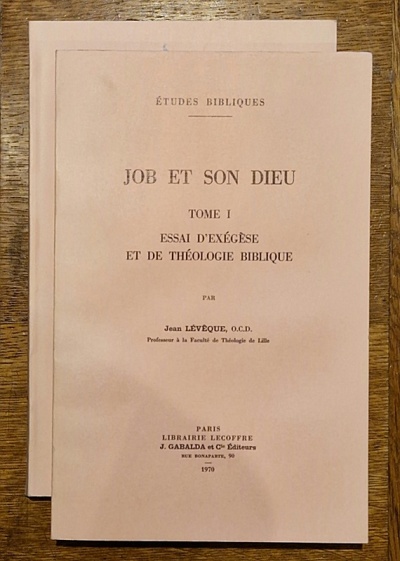 ÉTUDES BIBLIQUES
JOB ET SON DIEU
TOME I
ESSAI D'EXÉGÈSE
ET DE THÉOLOGIE BIBLIQUE
PAR
Jean LÉVÊQUE, O.C.D.
Professeur à la Faculté de Théologie de Lille
PARIS
LIBRAIRIE LECOFFRE
J. GABALDA et Cie Éditeurs
RUE BONAPARTE, 90
1970